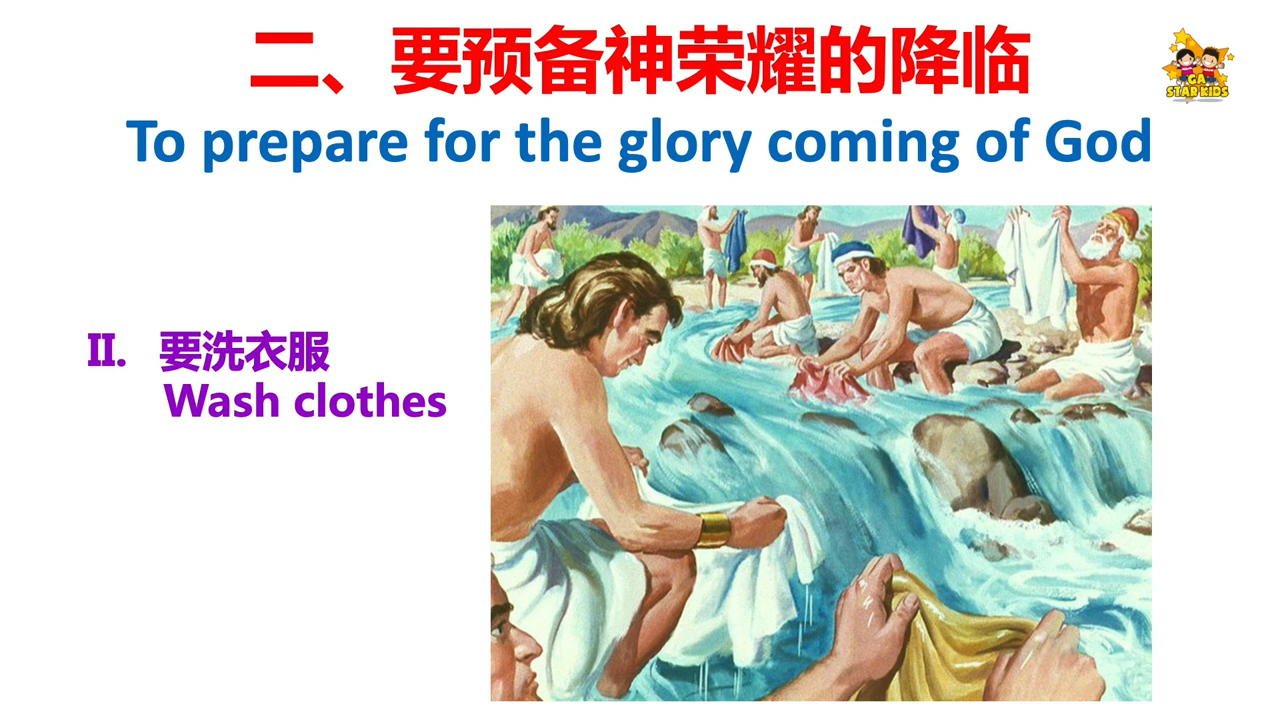 二、要预备神荣耀的降临
To prepare for the glory coming of God
GA
STAR KIDS
II. 要洗衣服
Wash clothes